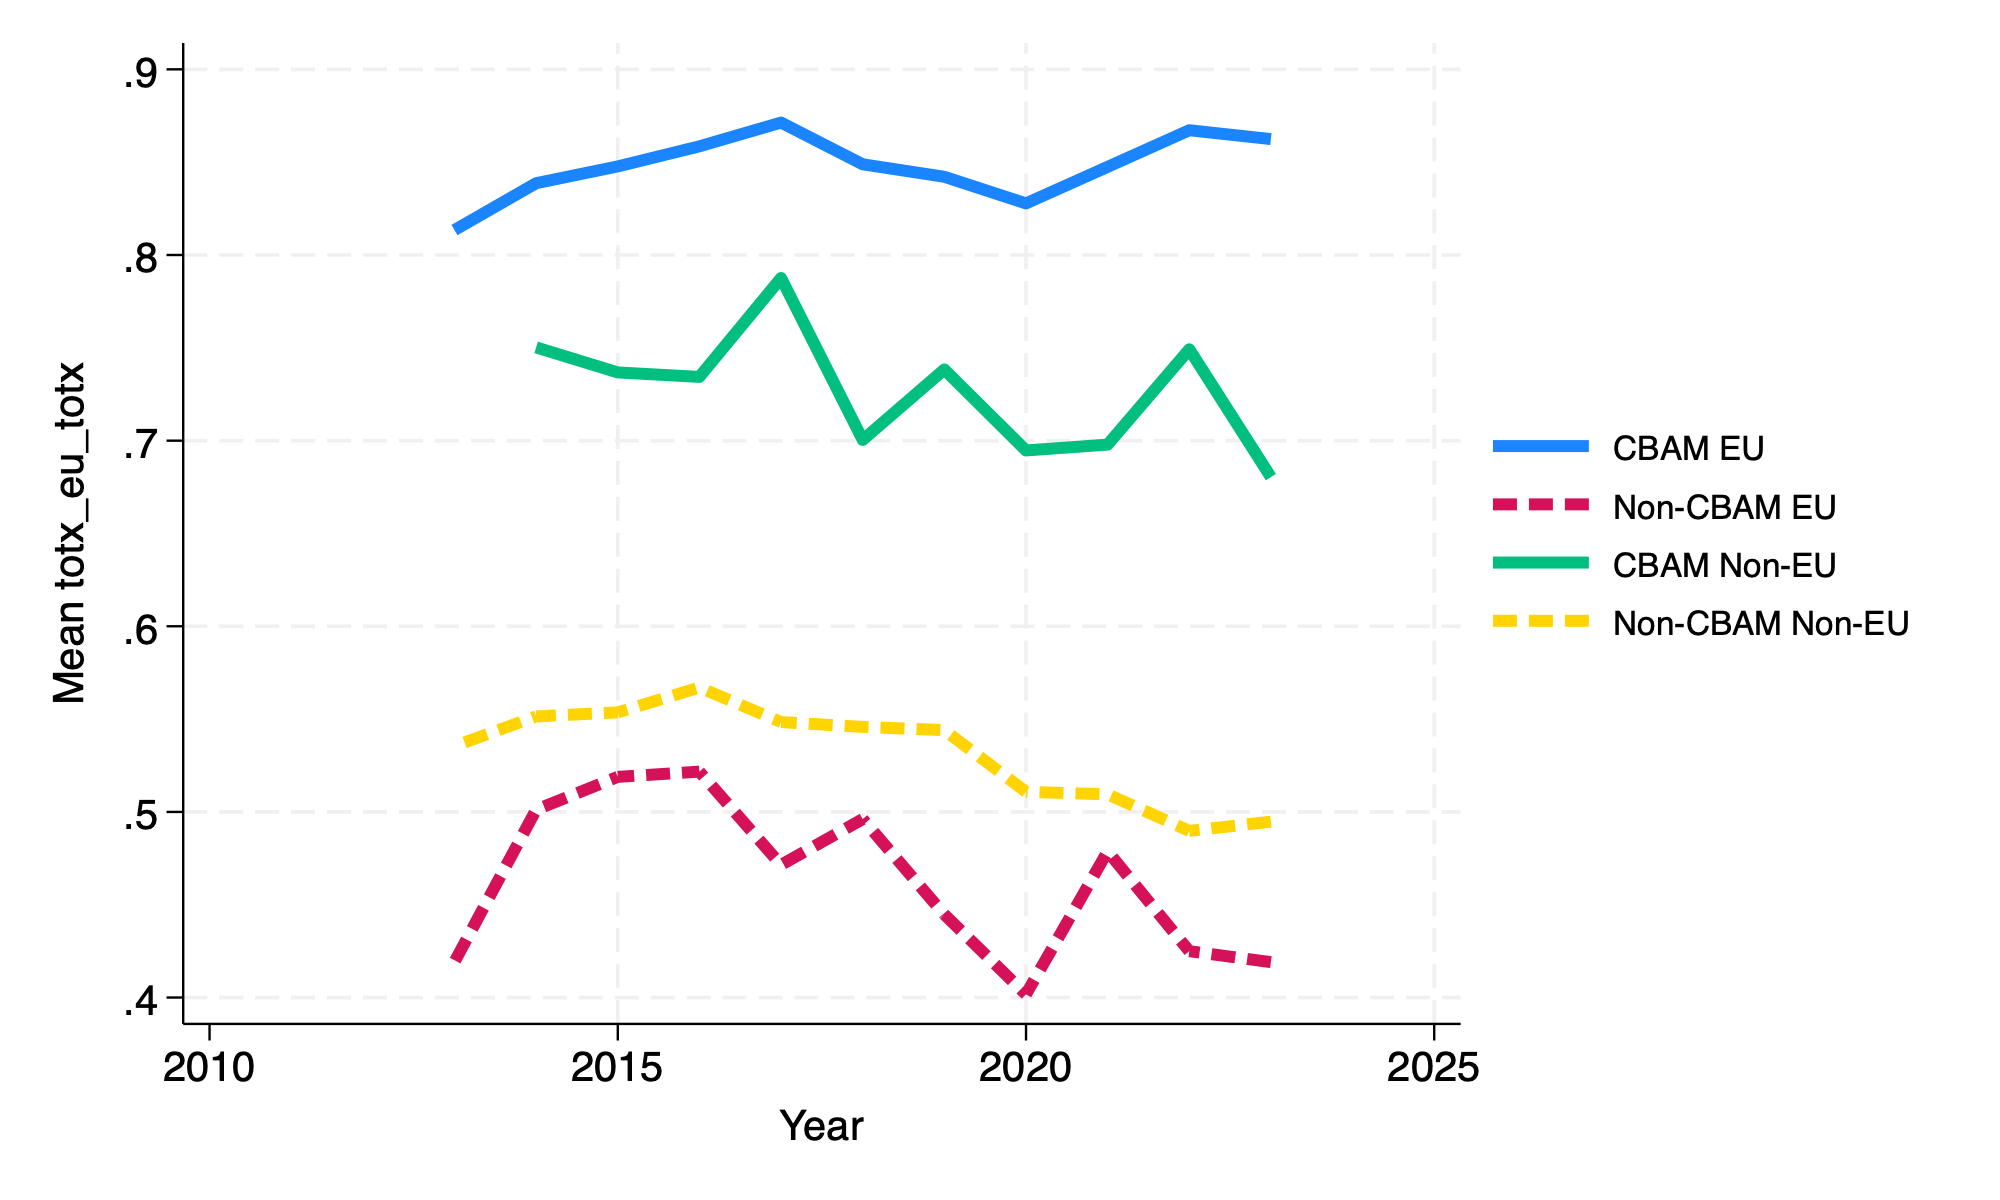 .9
.8
.7
.6
.5
.4
Mean totx_eu_totx
2010
2015
2020
2025
Year
CBAM EU
Non-CBAM EU
CBAM Non-EU
Non-CBAM Non-EU